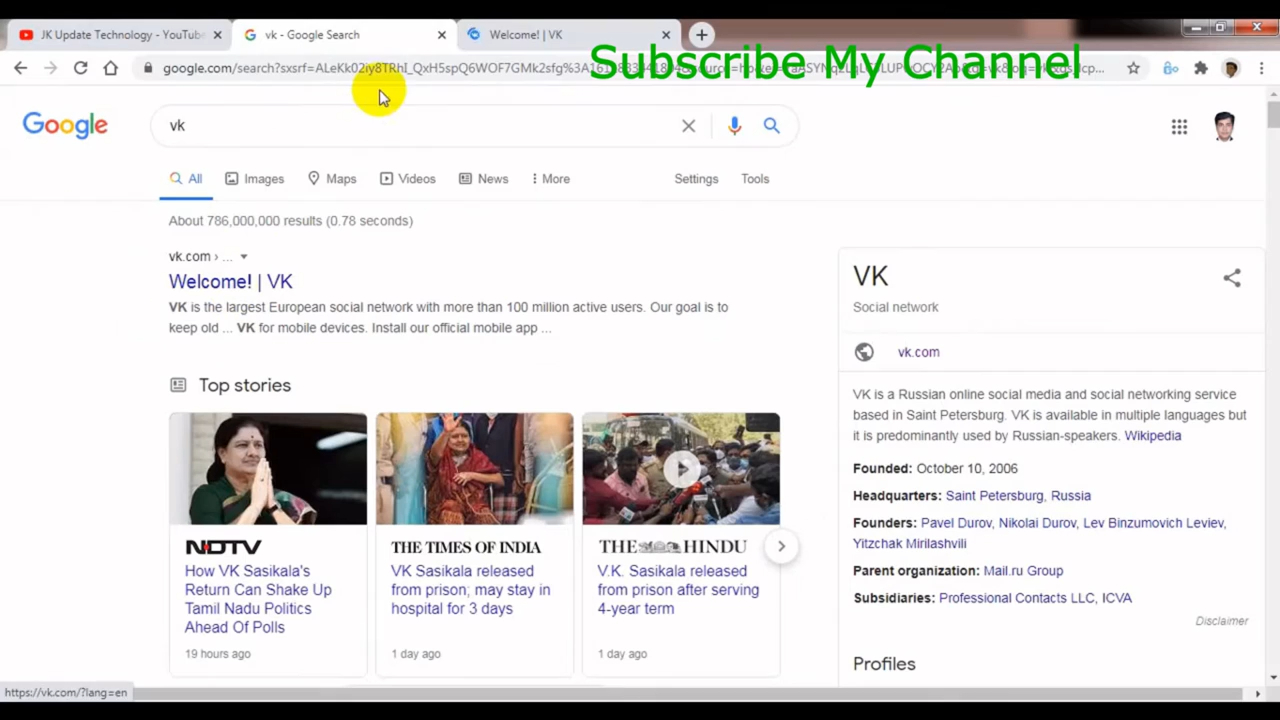 JK Update Technology - YouTube
vk - Google Search
Welcome! | VK
Subscribe My Channel
Google
vk
All
Images
Maps
Videos
News
More
Settings
Tools
About 786,000,000 results (0.78 seconds)
vk.com › ...
Welcome! | VK
VK is the largest European social network with more than 100 million active users. Our goal is to
keep old ... VK for mobile devices. Install our official mobile app ...
Top stories
NDTV
How VK Sasikala's
Return Can Shake Up
Tamil Nadu Politics
Ahead Of Polls
19 hours ago
THE TIMES OF INDIA
VK Sasikala released
from prison; may stay in
hospital for 3 days
1 day ago
THE HINDU
V.K. Sasikala released
from prison after serving
4-year term
1 day ago
VK
Social network
vk.com
VK is a Russian online social media and social networking service
based in Saint Petersburg. VK is available in multiple languages but
it is predominantly used by Russian-speakers. Wikipedia
Founded: October 10, 2006
Headquarters: Saint Petersburg, Russia
Founders: Pavel Durov, Nikolai Durov, Lev Binzumovich Leviev,
Yitzchak Mirilashvili
Parent organization: Mail.ru Group
Subsidiaries: Professional Contacts LLC, ICVA
Disclaimer
Profiles
https://vk.com/?lang=en